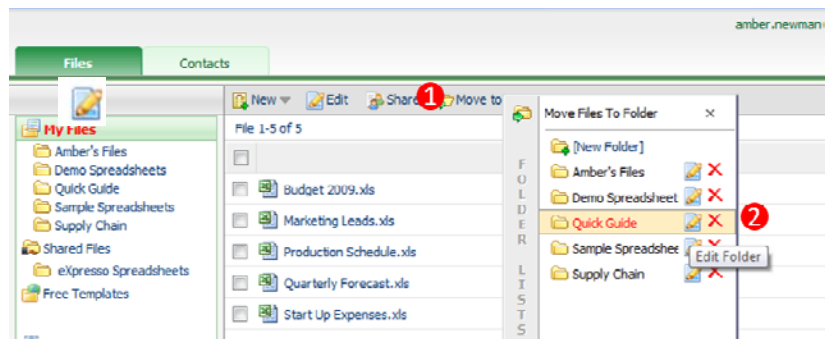 amber.newman
Files
Contacts
New
Edit
Share
1
Move to
My Files
Amber's Files
Demo Spreadsheets
Quick Guide
Sample Spreadsheets
Supply Chain
Shared Files
eXpresso Spreadsheets
Free Templates
File 1-5 of 5
Budget 2009.xls
Marketing Leads.xls
Production Schedule.xls
Quarterly Forecast.xls
Start Up Expenses.xls
FOLDER LISTS
Move Files To Folder
[New Folder]
Amber's Files
Demo Spreadsheet
Quick Guide
2
Sample Spreadshee
Edit Folder
Supply Chain